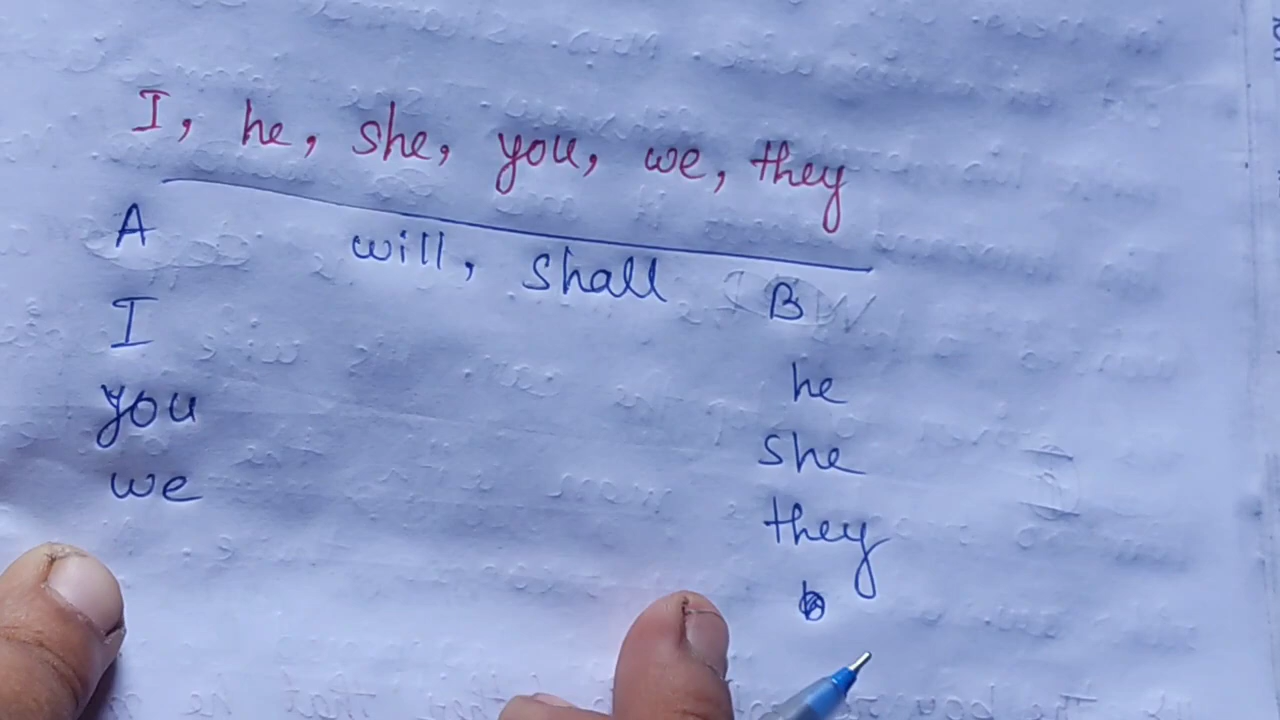 I, he, she, you, we, they
A will, shall B
I he
you she
we they